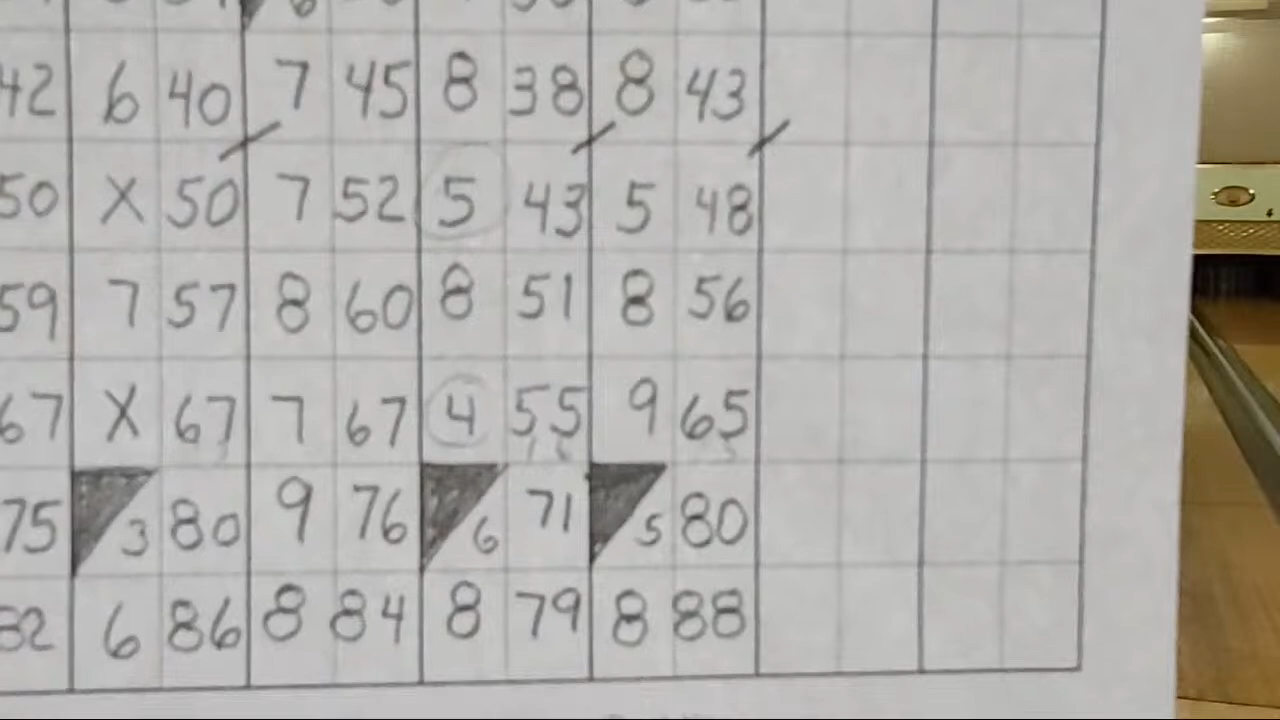 42 6 40 7 45 8 38 8 43
50 X 50 7 52 5 43 5 48
59 7 57 8 60 8 51 8 56
67 X 67 7 67 4 55 9 65
75 3 80 9 76 6 71 5 80
82 6 86 8 84 8 79 8 88
4